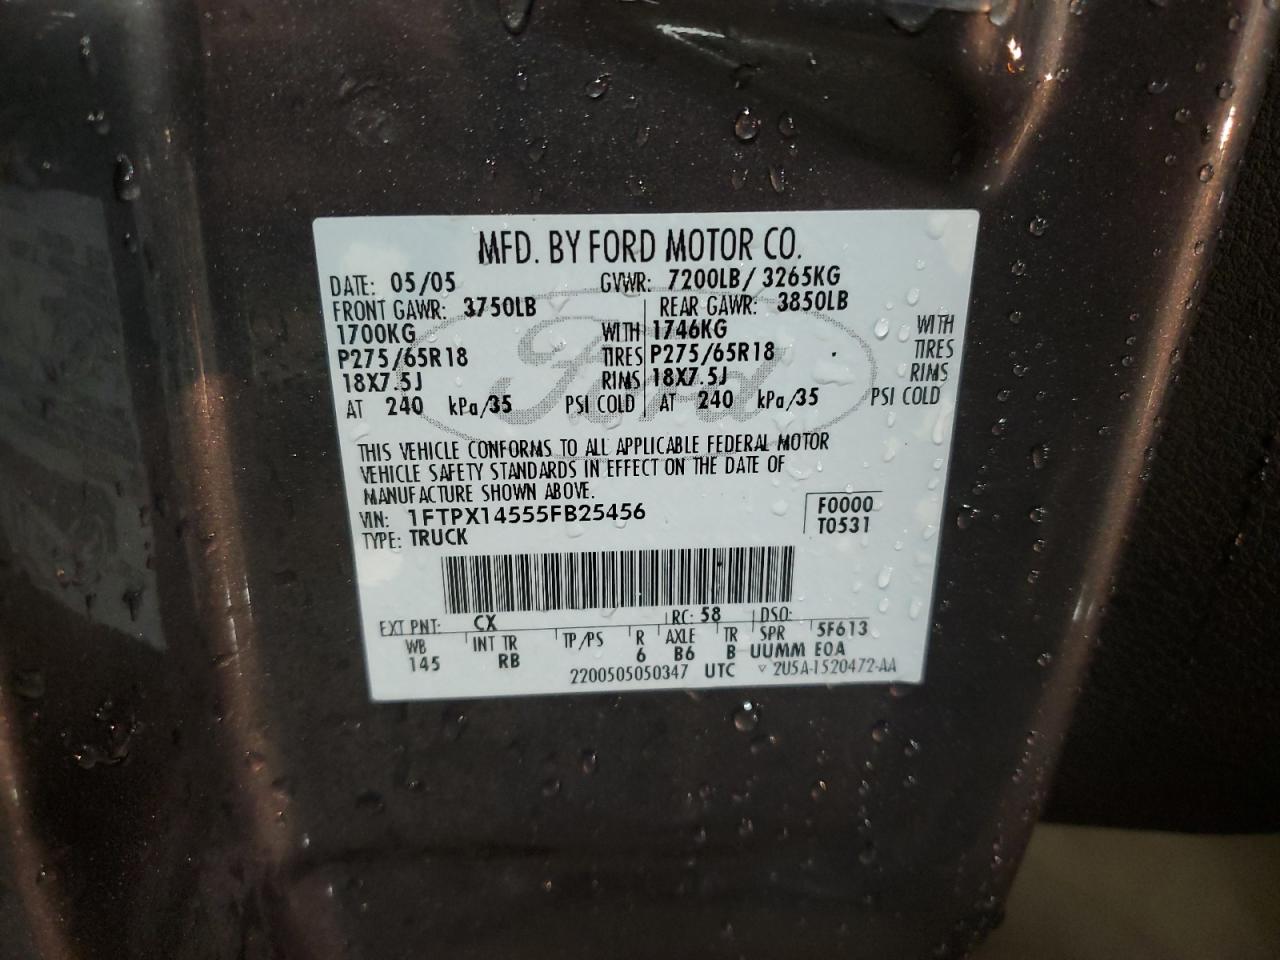 MFD. BY FORD MOTOR CO.
DATE: 05/05 GVWR: 7200LB/ 3265KG
FRONT GAWR: 3750LB REAR GAWR: 3850LB
1700KG WITH 1746KG WITH
P275/65R18 TIRES P275/65R18 TIRES
18X7.5J RIMS 18X7.5J RIMS
AT 240 kPa/35 PSI COLD AT 240 kPa/35 PSI COLD
Ford
THIS VEHICLE CONFORMS TO ALL APPLICABLE FEDERAL MOTOR
VEHICLE SAFETY STANDARDS IN EFFECT ON THE DATE OF
MANUFACTURE SHOWN ABOVE.
VIN: 1FTPX14555FB25456 F0000
TYPE: TRUCK T0531
EXT PNT: CX RC: 58 DSO:
WB INT TR TP/PS R AXLE TR SPR 5F613
145 RB 6 B6 B UUMM EOA
2200505050347 UTC ▽ 2U5A-1520472-AA